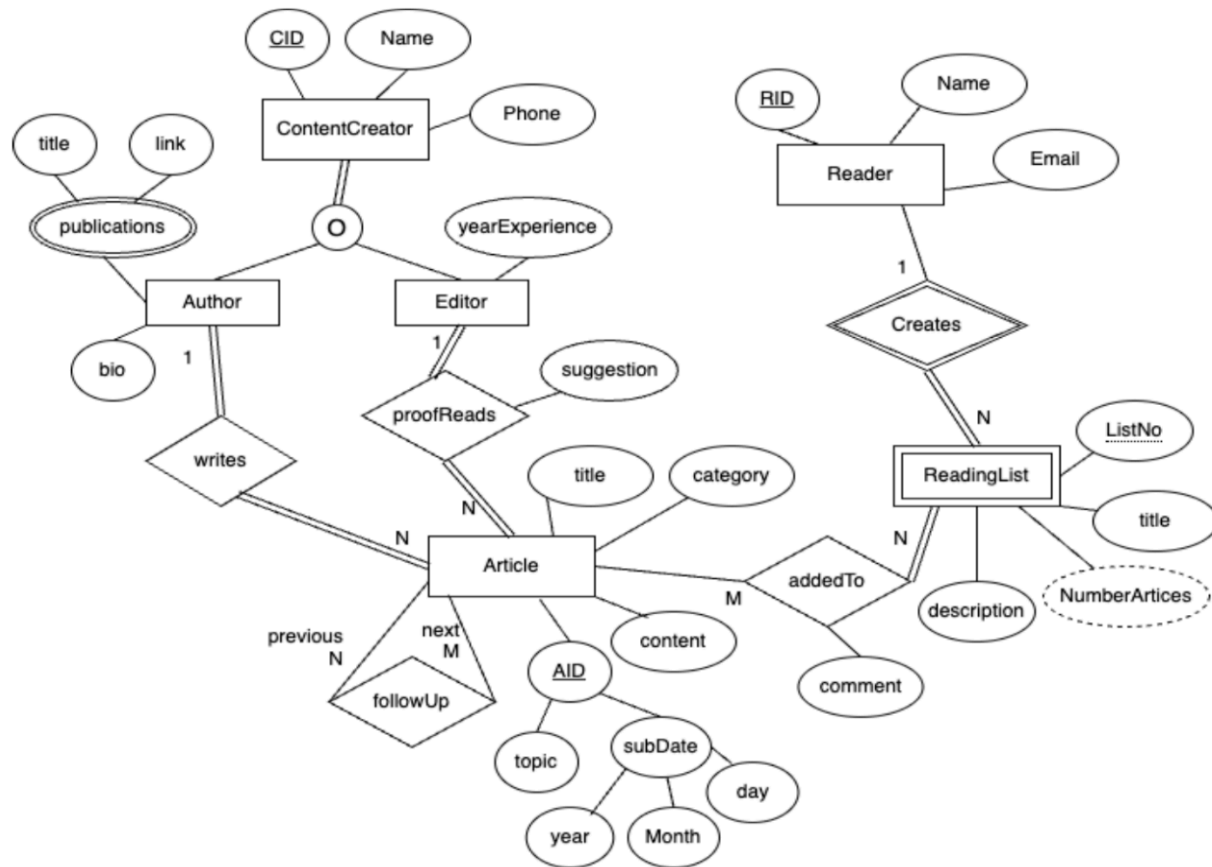 CID
Name
ContentCreator
Phone
title
link
publications
O
yearExperience
Author
Editor
bio
1
1
suggestion
proofReads
writes
N
N
title
category
Article
previous
N
next
M
followUp
AID
topic
subDate
year
Month
day
content
M
addedTo
N
comment
RID
Name
Reader
Email
1
Creates
N
ListNo
ReadingList
title
NumberArtices
description